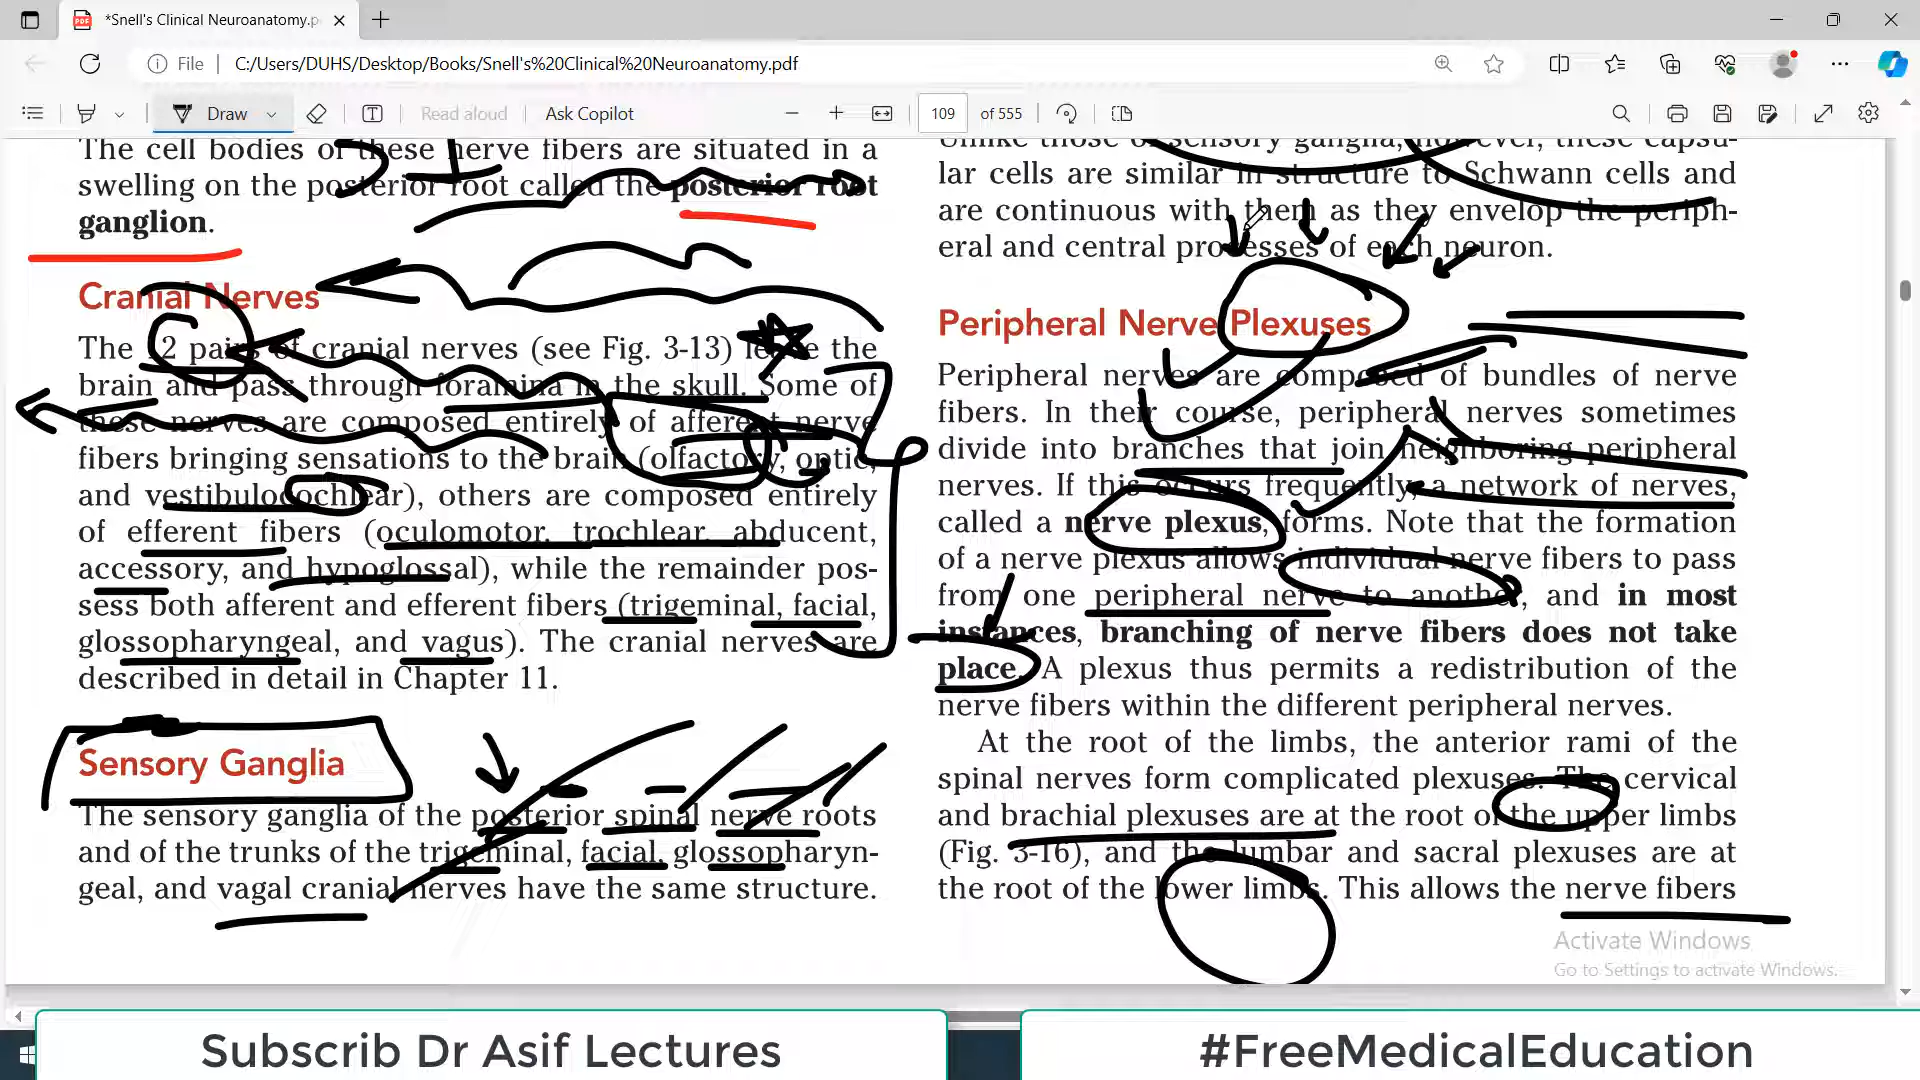 *Snell's Clinical Neuroanatomy.p
File
C:/Users/DUHS/Desktop/Books/Snell's%20Clinical%20Neuroanatomy.pdf
Draw
Read aloud
Ask Copilot
109 of 555
The cell bodies of these nerve fibers are situated in a
swelling on the posterior root called the posterior root
ganglion.
Cranial Nerves
The 12 pairs of cranial nerves (see Fig. 3-13) leave the
brain and pass through foramina in the skull. Some of
these nerves are composed entirely of afferent nerve
fibers bringing sensations to the brain (olfactory, optic,
and vestibulocochlear), others are composed entirely
of efferent fibers (oculomotor, trochlear, abducent,
accessory, and hypoglossal), while the remainder pos-
sess both afferent and efferent fibers (trigeminal, facial,
glossopharyngeal, and vagus). The cranial nerves are
described in detail in Chapter 11.
Sensory Ganglia
The sensory ganglia of the posterior spinal nerve roots
and of the trunks of the trigeminal, facial, glossopharyn-
geal, and vagal cranial nerves have the same structure.
Unlike those of sensory ganglia, however, these capsu-
lar cells are similar in structure to Schwann cells and
are continuous with them as they envelop the periph-
eral and central processes of each neuron.
Peripheral Nerve Plexuses
Peripheral nerves are composed of bundles of nerve
fibers. In their course, peripheral nerves sometimes
divide into branches that join neighboring peripheral
nerves. If this occurs frequently, a network of nerves,
called a nerve plexus, forms. Note that the formation
of a nerve plexus allows individual nerve fibers to pass
from one peripheral nerve to another, and in most
instances, branching of nerve fibers does not take
place. A plexus thus permits a redistribution of the
nerve fibers within the different peripheral nerves.
At the root of the limbs, the anterior rami of the
spinal nerves form complicated plexuses. The cervical
and brachial plexuses are at the root of the upper limbs
(Fig. 3-16), and the lumbar and sacral plexuses are at
the root of the lower limbs. This allows the nerve fibers
Activate Windows
Go to Settings to activate Windows.
Subscrib Dr Asif Lectures
#FreeMedicalEducation